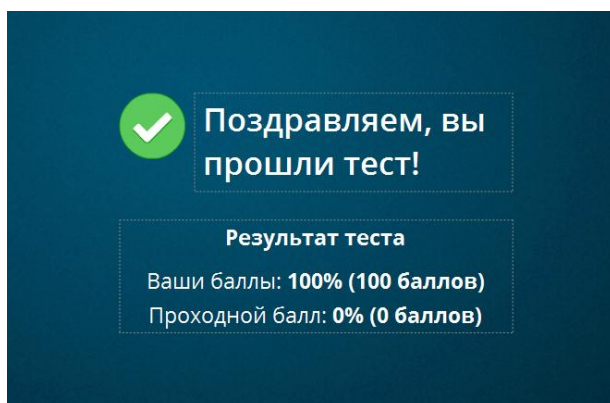 Поздравляем, вы
прошли тест!
Результат теста
Ваши баллы: 100% (100 баллов)
Проходной балл: 0% (0 баллов)